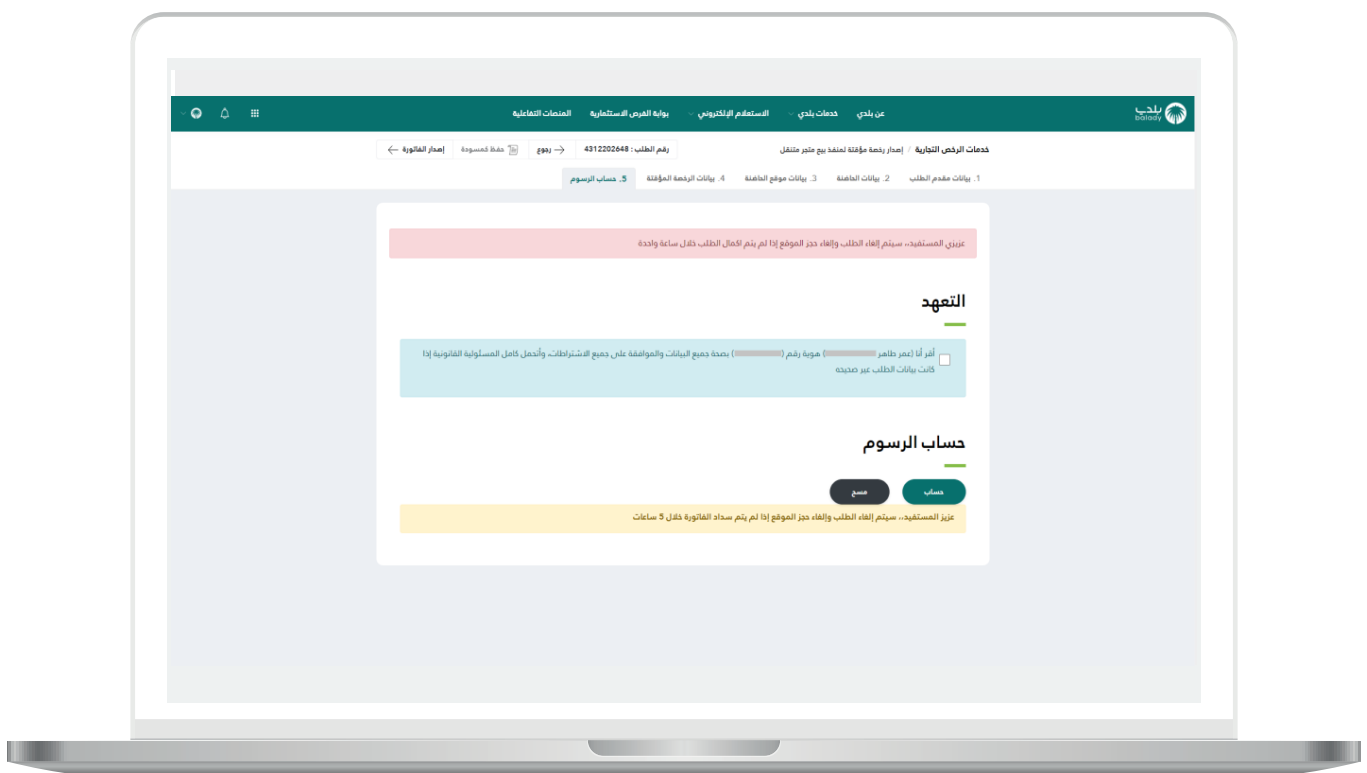 بلدي
balady
عن بلدي خدمات بلدي الاستعلام الإلكتروني بوابة الفرص الاستثمارية المنصات التفاعلية
خدمات الرخص التجارية / إصدار رخصة مؤقتة لمنفذ بيع متجر متنقل رقم الطلب : 4312202648 رجوع حفظ كمسودة إصدار الفاتورة
1. بيانات مقدم الطلب 2. بيانات الحاضنة 3. بيانات موقع الحاضنة 4. بيانات الرخصة المؤقتة 5. حساب الرسوم
عزيزي المستفيد،، سيتم إلغاء الطلب وإلغاء حجز الموقع إذا لم يتم اكمال الطلب خلال ساعة واحدة
التعهد
أقر أنا (عمر طاهر ) هوية رقم ( ) بصحة جميع البيانات والموافقة على جميع الاشتراطات، وأتحمل كامل المسئولية القانونية إذا
كانت بيانات الطلب غير صحيحه
حساب الرسوم
حساب مسح
عزيز المستفيد،، سيتم إلغاء الطلب وإلغاء حجز الموقع إذا لم يتم سداد الفاتورة خلال 5 ساعات